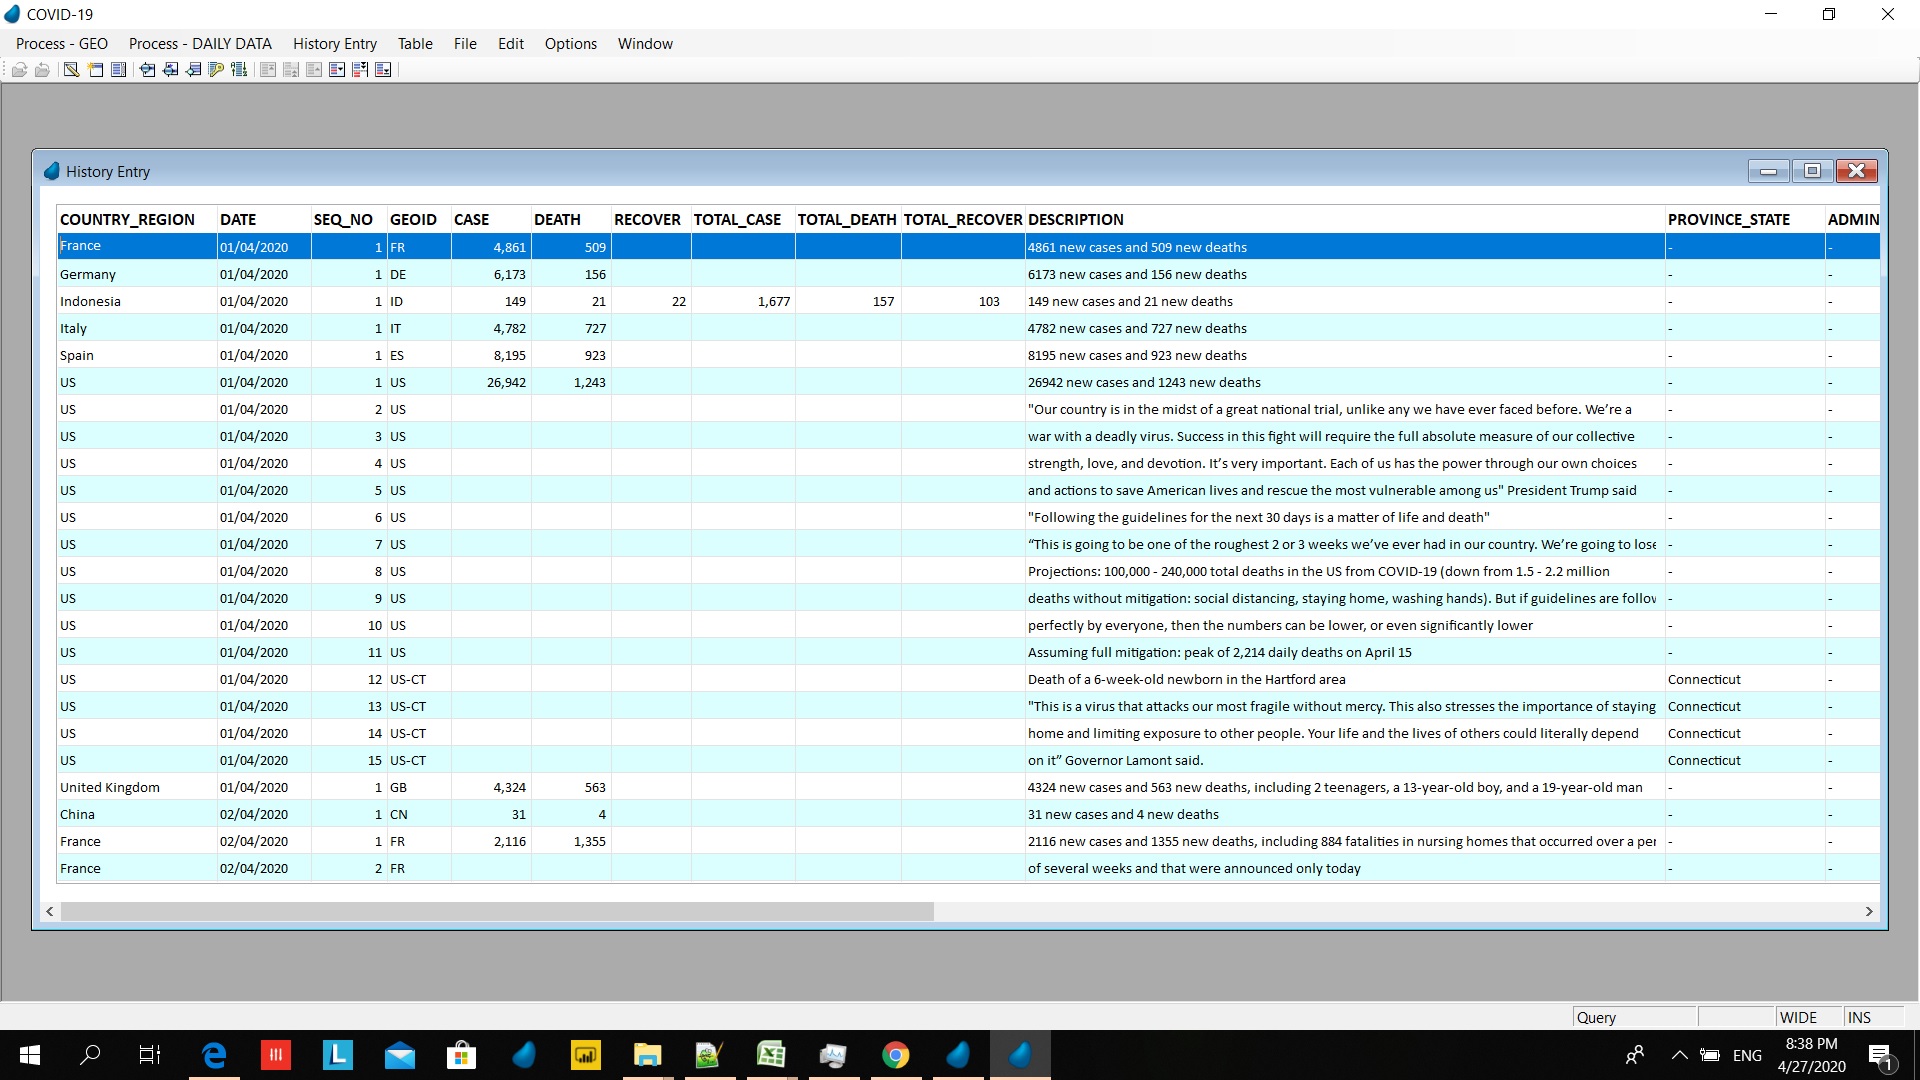 COVID-19
Process - GEO Process - DAILY DATA History Entry Table File Edit Options Window
History Entry
COUNTRY_REGION DATE SEQ_NO GEOID CASE DEATH RECOVER TOTAL_CASE TOTAL_DEATH TOTAL_RECOVER DESCRIPTION PROVINCE_STATE ADMIN
France 01/04/2020 1 FR 4,861 509 4861 new cases and 509 new deaths - -
Germany 01/04/2020 1 DE 6,173 156 6173 new cases and 156 new deaths - -
Indonesia 01/04/2020 1 ID 149 21 22 1,677 157 103 149 new cases and 21 new deaths - -
Italy 01/04/2020 1 IT 4,782 727 4782 new cases and 727 new deaths - -
Spain 01/04/2020 1 ES 8,195 923 8195 new cases and 923 new deaths - -
US 01/04/2020 1 US 26,942 1,243 26942 new cases and 1243 new deaths - -
US 01/04/2020 2 US "Our country is in the midst of a great national trial, unlike any we have ever faced before. We’re a - -
US 01/04/2020 3 US war with a deadly virus. Success in this fight will require the full absolute measure of our collective - -
US 01/04/2020 4 US strength, love, and devotion. It’s very important. Each of us has the power through our own choices - -
US 01/04/2020 5 US and actions to save American lives and rescue the most vulnerable among us" President Trump said - -
US 01/04/2020 6 US "Following the guidelines for the next 30 days is a matter of life and death" - -
US 01/04/2020 7 US “This is going to be one of the roughest 2 or 3 weeks we’ve ever had in our country. We’re going to lose - -
US 01/04/2020 8 US Projections: 100,000 - 240,000 total deaths in the US from COVID-19 (down from 1.5 - 2.2 million - -
US 01/04/2020 9 US deaths without mitigation: social distancing, staying home, washing hands). But if guidelines are follow - -
US 01/04/2020 10 US perfectly by everyone, then the numbers can be lower, or even significantly lower - -
US 01/04/2020 11 US Assuming full mitigation: peak of 2,214 daily deaths on April 15 - -
US 01/04/2020 12 US-CT Death of a 6-week-old newborn in the Hartford area Connecticut -
US 01/04/2020 13 US-CT "This is a virus that attacks our most fragile without mercy. This also stresses the importance of staying Connecticut -
US 01/04/2020 14 US-CT home and limiting exposure to other people. Your life and the lives of others could literally depend Connecticut -
US 01/04/2020 15 US-CT on it” Governor Lamont said. Connecticut -
United Kingdom 01/04/2020 1 GB 4,324 563 4324 new cases and 563 new deaths, including 2 teenagers, a 13-year-old boy, and a 19-year-old man - -
China 02/04/2020 1 CN 31 4 31 new cases and 4 new deaths - -
France 02/04/2020 1 FR 2,116 1,355 2116 new cases and 1355 new deaths, including 884 fatalities in nursing homes that occurred over a per - -
France 02/04/2020 2 FR of several weeks and that were announced only today - -
Query WIDE INS
L ENG 8:38 PM
4/27/2020 1